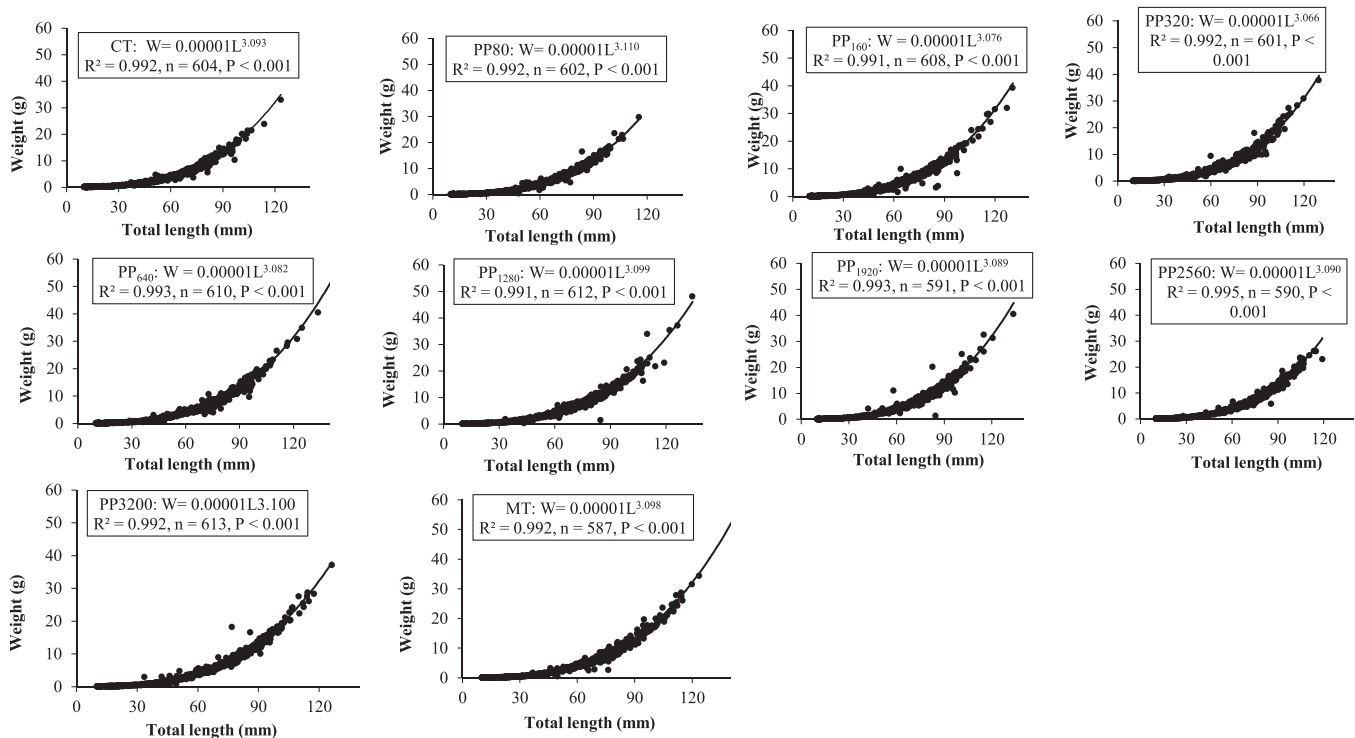 CT: W= 0.00001L3.093
R² = 0.992, n = 604, P < 0.001
Weight (g)
60
50
40
30
20
10
0
0 30 60 90 120
Total length (mm)
PP80: W= 0.00001L3.110
R² = 0.992, n = 602, P < 0.001
Weight (g)
60
50
40
30
20
10
0
0 30 60 90 120
Total length (mm)
PP160: W= 0.00001L3.076
R² = 0.991, n = 608, P < 0.001
Weight (g)
60
50
40
30
20
10
0
0 30 60 90 120
Total length (mm)
PP320: W= 0.00001L3.066
R² = 0.992, n = 601, P <
0.001
Weight (g)
60
50
40
30
20
10
0
0 30 60 90 120
Total length (mm)
PP640: W = 0.00001L3.082
R² = 0.993, n = 610, P < 0.001
Weight (g)
60
50
40
30
20
10
0
0 30 60 90 120
Total length (mm)
PP1280: W= 0.00001L3.099
R² = 0.991, n = 612, P < 0.001
Weight (g)
60
50
40
30
20
10
0
0 30 60 90 120
Total length (mm)
PP1920: W= 0.00001L3.089
R² = 0.993, n = 591, P < 0.001
Weight (g)
60
50
40
30
20
10
0
0 30 60 90 120
Total length (mm)
PP2560: W= 0.00001L3.090
R² = 0.995, n = 590, P <
0.001
Weight (g)
60
50
40
30
20
10
0
0 30 60 90 119
Total length (mm)
PP3200: W= 0.00001L3.100
R² = 0.992, n = 613, P < 0.001
Weight (g)
60
50
40
30
20
10
0
0 30 60 90 120
Total length (mm)
MT: W= 0.00001L3.098
R² = 0.992, n = 587, P < 0.001
Weight (g)
60
50
40
30
20
10
0
0 30 60 90 120
Total length (mm)